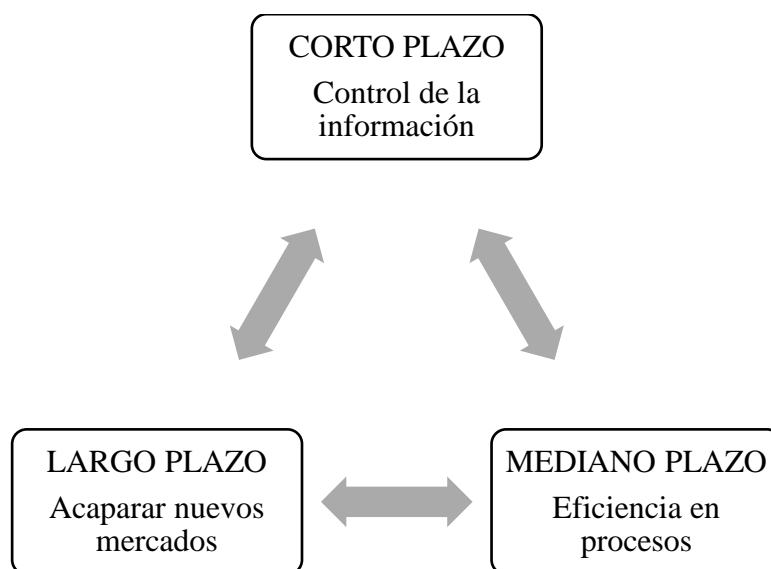 CORTO PLAZO
Control de la
información
LARGO PLAZO
Acaparar nuevos
mercados
MEDIANO PLAZO
Eficiencia en
procesos